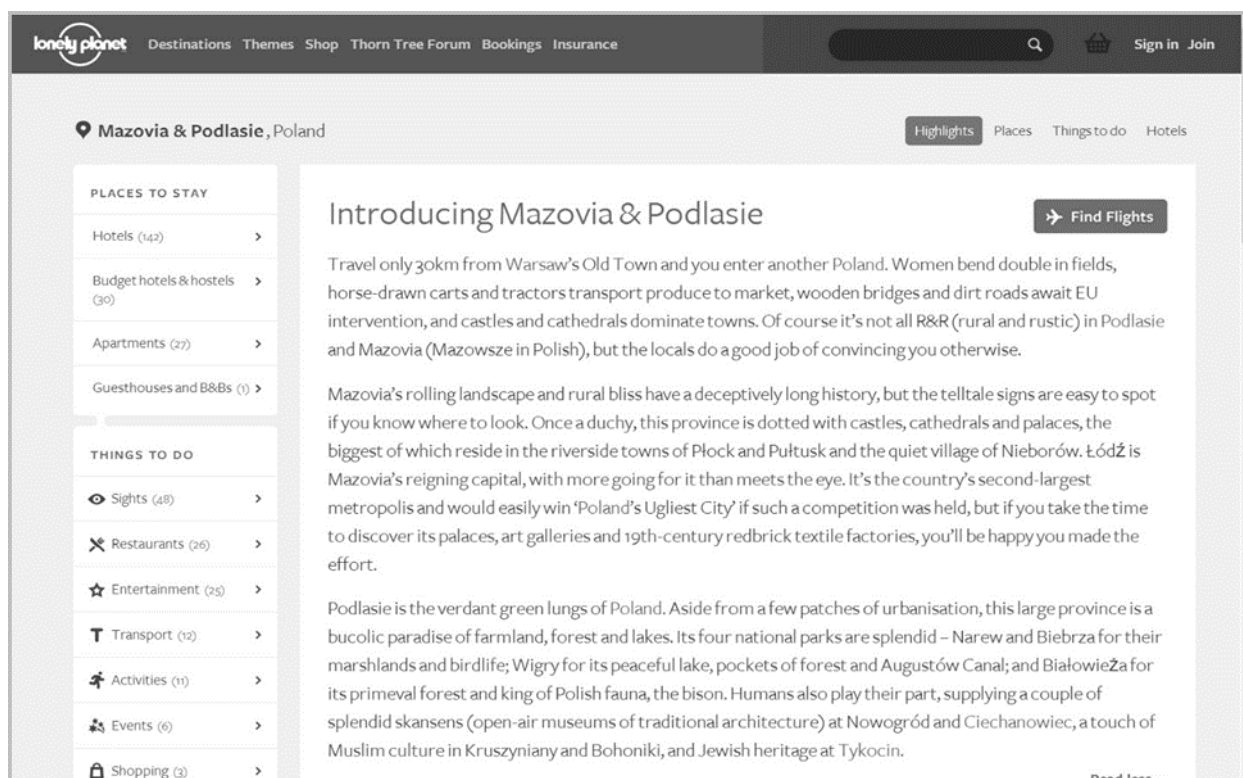 lonely planet Destinations Themes Shop Thorn Tree Forum Bookings Insurance Sign in Join
Mazovia & Podlasie, Poland
Highlights Places Things to do Hotels
PLACES TO STAY
Hotels (142)
Budget hotels & hostels
(30)
Apartments (27)
Guesthouses and B&Bs (1)
THINGS TO DO
Sights (48)
Restaurants (26)
Entertainment (25)
Transport (12)
Activities (11)
Events (6)
Shopping (3)
Introducing Mazovia & Podlasie
Find Flights
Travel only 30km from Warsaw's Old Town and you enter another Poland. Women bend double in fields,
horse-drawn carts and tractors transport produce to market, wooden bridges and dirt roads await EU
intervention, and castles and cathedrals dominate towns. Of course it's not all R&R (rural and rustic) in Podlasie
and Mazovia (Mazowsze in Polish), but the locals do a good job of convincing you otherwise.
Mazovia's rolling landscape and rural bliss have a deceptively long history, but the telltale signs are easy to spot
if you know where to look. Once a duchy, this province is dotted with castles, cathedrals and palaces, the
biggest of which reside in the riverside towns of Płock and Pułtusk and the quiet village of Nieborów. Łódź is
Mazovia's reigning capital, with more going for it than meets the eye. It's the country's second-largest
metropolis and would easily win 'Poland's Ugliest City' if such a competition was held, but if you take the time
to discover its palaces, art galleries and 19th-century redbrick textile factories, you'll be happy you made the
effort.
Podlasie is the verdant green lungs of Poland. Aside from a few patches of urbanisation, this large province is a
bucolic paradise of farmland, forest and lakes. Its four national parks are splendid – Narew and Biebrza for their
marshlands and birdlife; Wigry for its peaceful lake, pockets of forest and Augustów Canal; and Białowieża for
its primeval forest and king of Polish fauna, the bison. Humans also play their part, supplying a couple of
splendid skansens (open-air museums of traditional architecture) at Nowogród and Ciechanowiec, a touch of
Muslim culture in Kruszyniany and Bohoniki, and Jewish heritage at Tykocin.
Read less